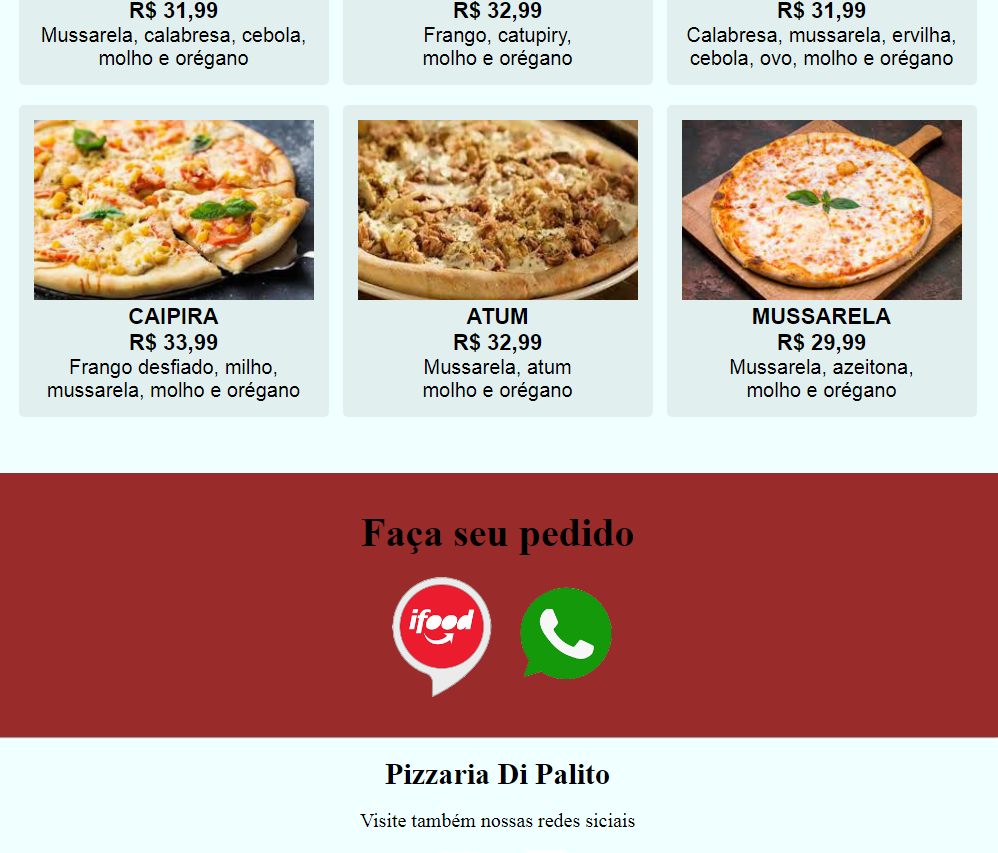 R$ 31,99
Mussarela, calabresa, cebola,
molho e orégano
R$ 32,99
Frango, catupiry,
molho e orégano
R$ 31,99
Calabresa, mussarela, ervilha,
cebola, ovo, molho e orégano
CAIPIRA
R$ 33,99
Frango desfiado, milho,
mussarela, molho e orégano
ATUM
R$ 32,99
Mussarela, atum
molho e orégano
MUSSARELA
R$ 29,99
Mussarela, azeitona,
molho e orégano
Faça seu pedido
ifood
Pizzaria Di Palito
Visite também nossas redes siciais